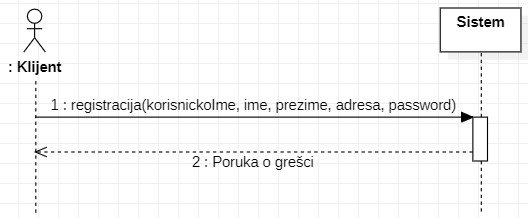 Sistem
: Klijent
1 : registracija(korisnickoIme, ime, prezime, adresa, password)
2 : Poruka o grešci